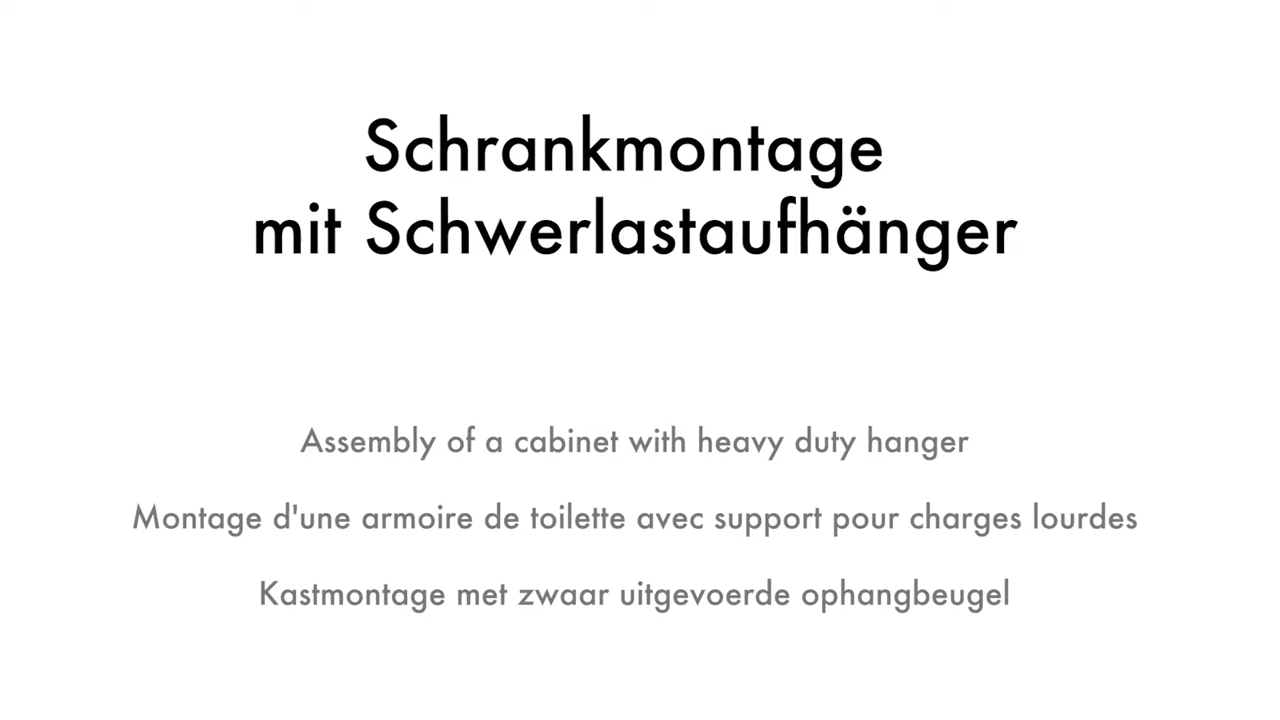 Schrankmontage
mit Schwerlastaufhänger
Assembly of a cabinet with heavy duty hanger
Montage d'une armoire de toilette avec support pour charges lourdes
Kastmontage met zwaar uitgevoerde ophangbeugel